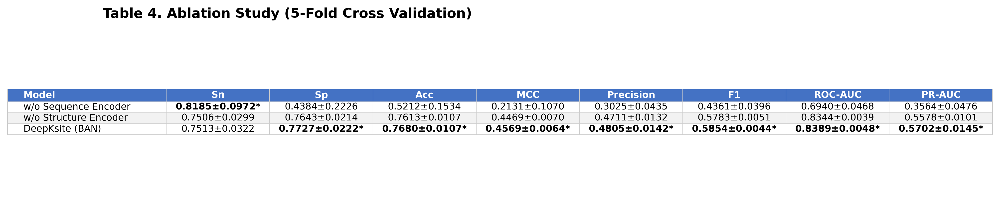 Table 4. Ablation Study (5-Fold Cross Validation)
Model Sn Sp Acc MCC Precision F1 ROC-AUC PR-AUC
w/o Sequence Encoder 0.8185±0.0972* 0.4384±0.2226 0.5212±0.1534 0.2131±0.1070 0.3025±0.0435 0.4361±0.0396 0.6940±0.0468 0.3564±0.0476
w/o Structure Encoder 0.7506±0.0299 0.7643±0.0214 0.7613±0.0107 0.4469±0.0070 0.4711±0.0132 0.5783±0.0051 0.8344±0.0039 0.5578±0.0101
DeepKsite (BAN) 0.7513±0.0322 0.7727±0.0222* 0.7680±0.0107* 0.4569±0.0064* 0.4805±0.0142* 0.5854±0.0044* 0.8389±0.0048* 0.5702±0.0145*